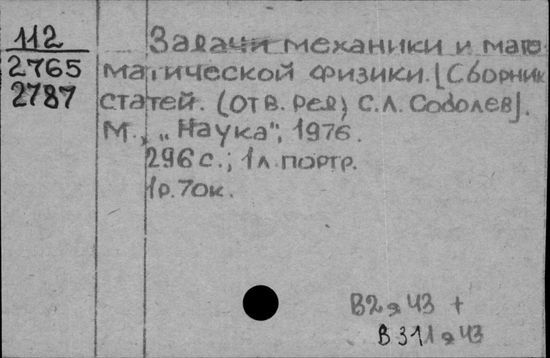 112
2765
2787
Задачи механики и мате
матической физики. [Сборник
статей. (Отв. ред) С.Л. Соболев].
М., „Наука", 1976.
296 с.; 1 л. портр.
1р. 70к.
В2я43 +
В311я43